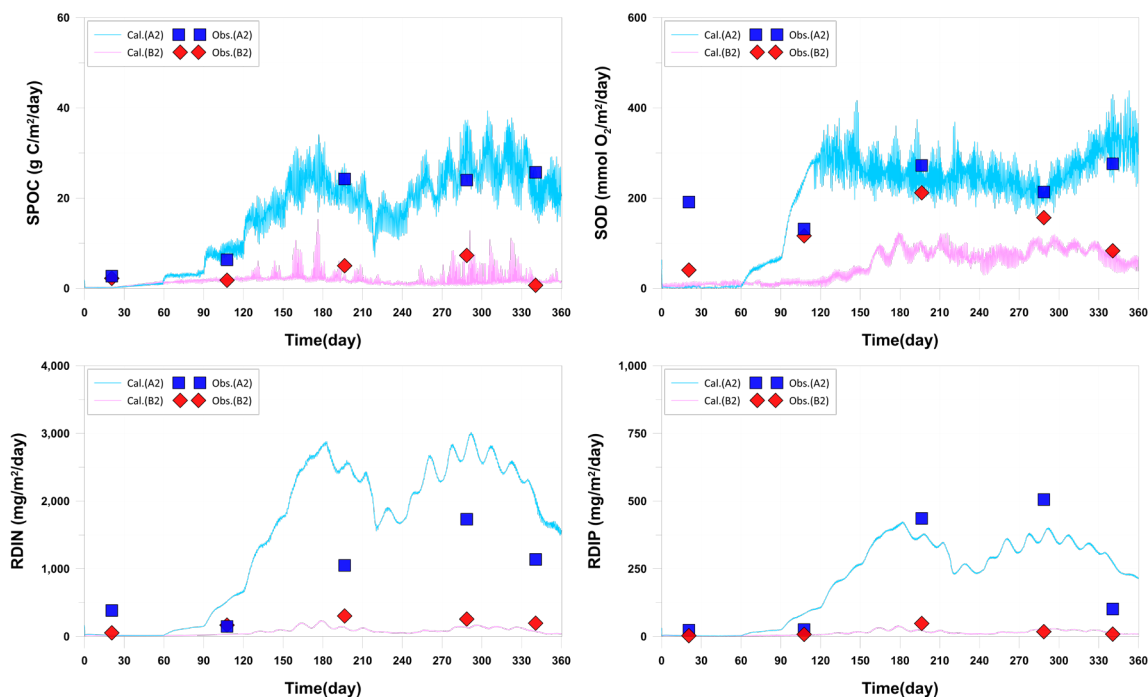 60
40
20
0
SPOC (g C/m²/day)
Cal.(A2) Obs.(A2)
Cal.(B2) Obs.(B2)
0 30 60 90 120 150 180 210 240 270 300 330 360
Time(day)
600
400
200
0
SOD (mmol O₂/m²/day)
Cal.(A2) Obs.(A2)
Cal.(B2) Obs.(B2)
0 30 60 90 120 150 180 210 240 270 300 330 360
Time(day)
4,000
3,000
2,000
1,000
0
RDIN (mg/m²/day)
Cal.(A2) Obs.(A2)
Cal.(B2) Obs.(B2)
0 30 60 90 120 150 180 210 240 270 300 330 360
Time(day)
1,000
750
500
250
0
RDIP (mg/m²/day)
Cal.(A2) Obs.(A2)
Cal.(B2) Obs.(B2)
0 30 60 90 120 150 180 210 240 270 300 330 360
Time(day)